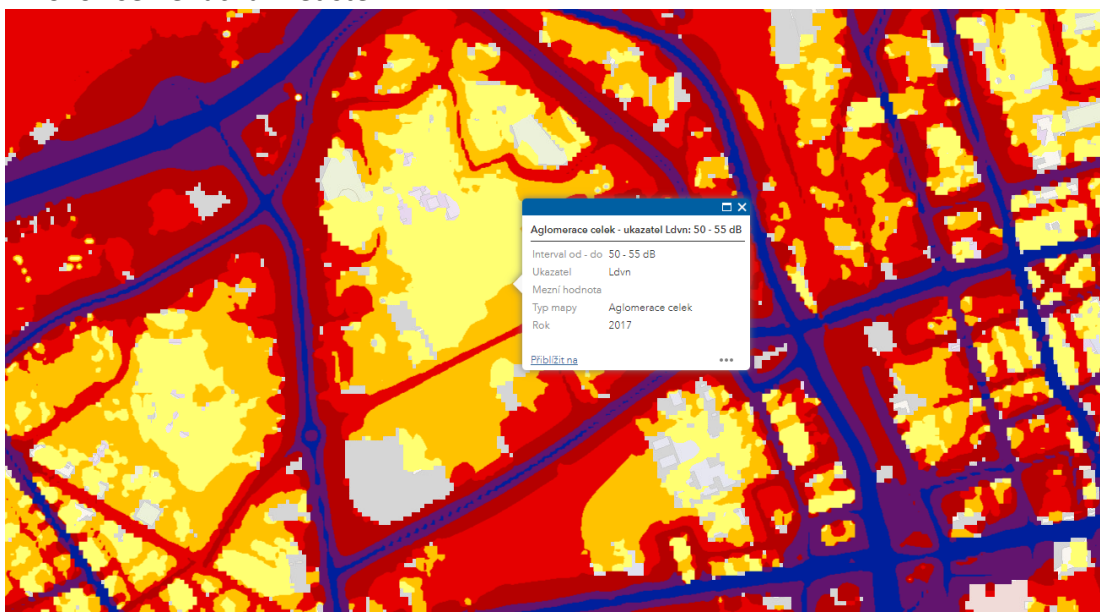 Aglomerace celek - ukazatel Ldvn: 50 - 55 dB
Interval od - do 50 - 55 dB
Ukazatel Ldvn
Mezní hodnota
Typ mapy Aglomerace celek
Rok 2017
Přiblížit na